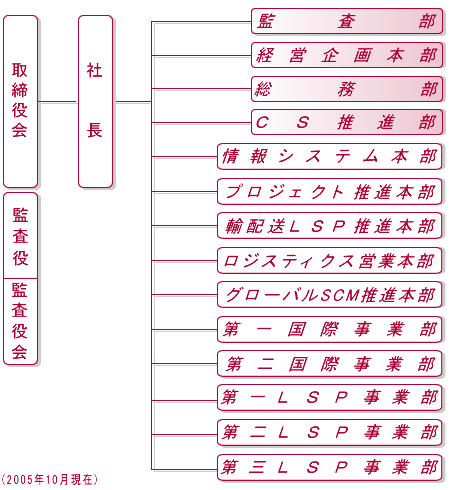 取締役会
監査役
監査役会
社長
監査部
経営企画本部
総務部
CS推進部
情報システム本部
プロジェクト推進本部
輸配送LSP推進本部
ロジスティクス営業本部
グローバルSCM推進本部
第一国際事業部
第二国際事業部
第一LSP事業部
第二LSP事業部
第三LSP事業部
(2005年10月現在)